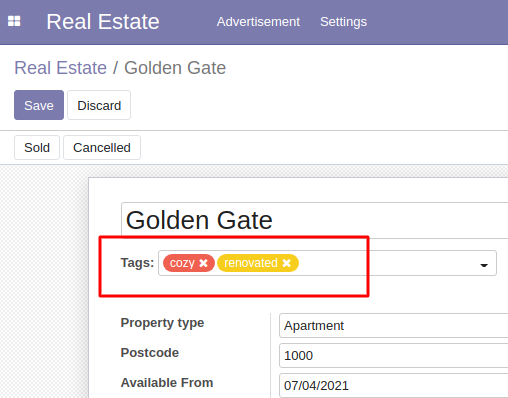 Real Estate Advertisement Settings
Real Estate / Golden Gate
Save Discard
Sold Cancelled
Golden Gate
Tags: cozy renovated
Property type Apartment
Postcode 1000
Available From 07/04/2021